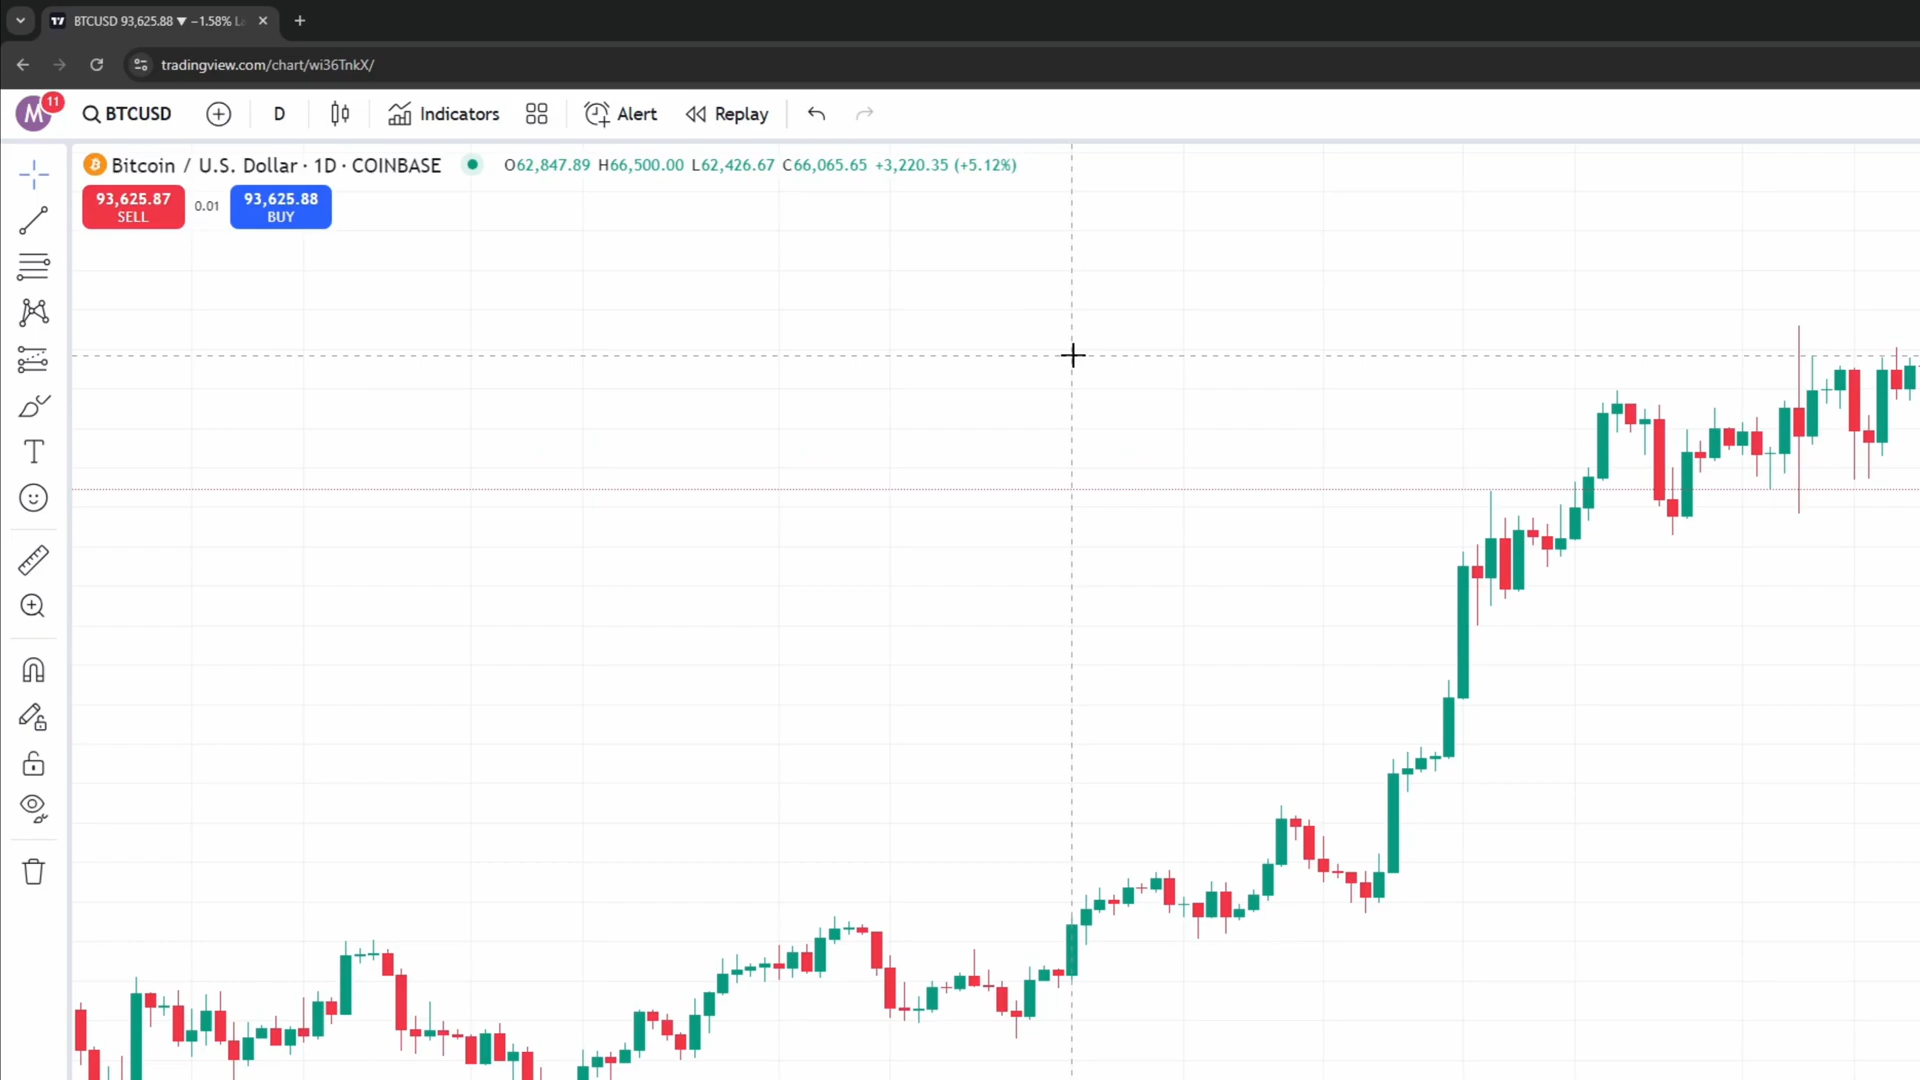 BTCUSD 93,625.88 ▼ −1.58%
tradingview.com/chart/wi36TnkX/
M 11 BTCUSD D Indicators Alert Replay
Bitcoin / U.S. Dollar · 1D · COINBASE O62,847.89 H66,500.00 L62,426.67 C66,065.65 +3,220.35 (+5.12%)
93,625.87 0.01 93,625.88
SELL BUY